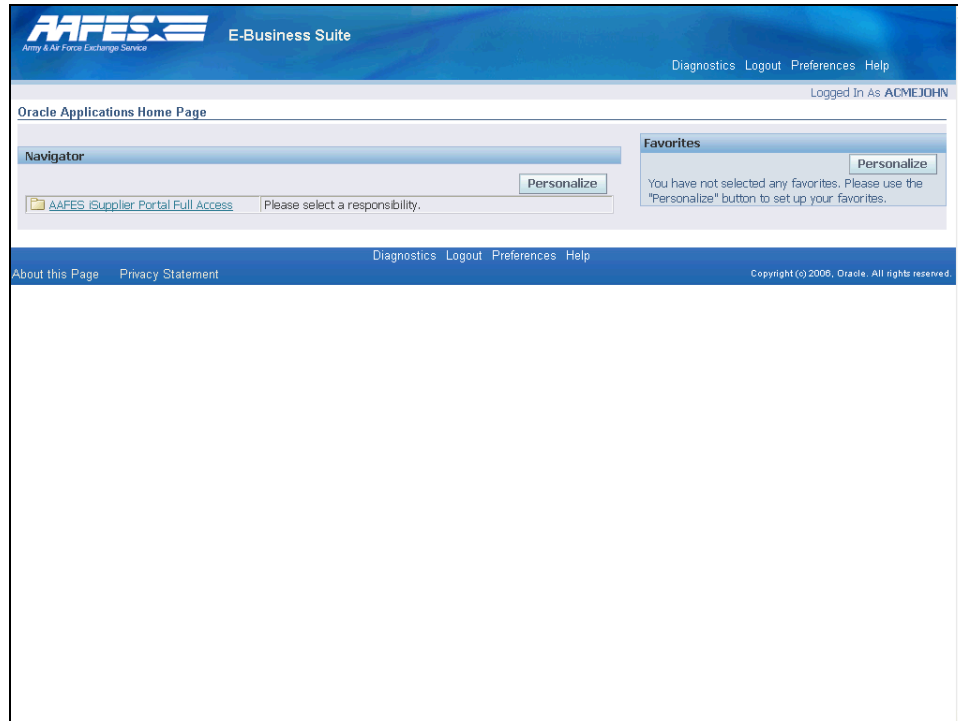 AAFES
Army & Air Force Exchange Service
E-Business Suite
Diagnostics Logout Preferences Help
Logged In As ACMEJOHN
Oracle Applications Home Page
Navigator
Personalize
AAFES iSupplier Portal Full Access Please select a responsibility.
Favorites
Personalize
You have not selected any favorites. Please use the
"Personalize" button to set up your favorites.
Diagnostics Logout Preferences Help
About this Page Privacy Statement
Copyright (c) 2006, Oracle. All rights reserved.